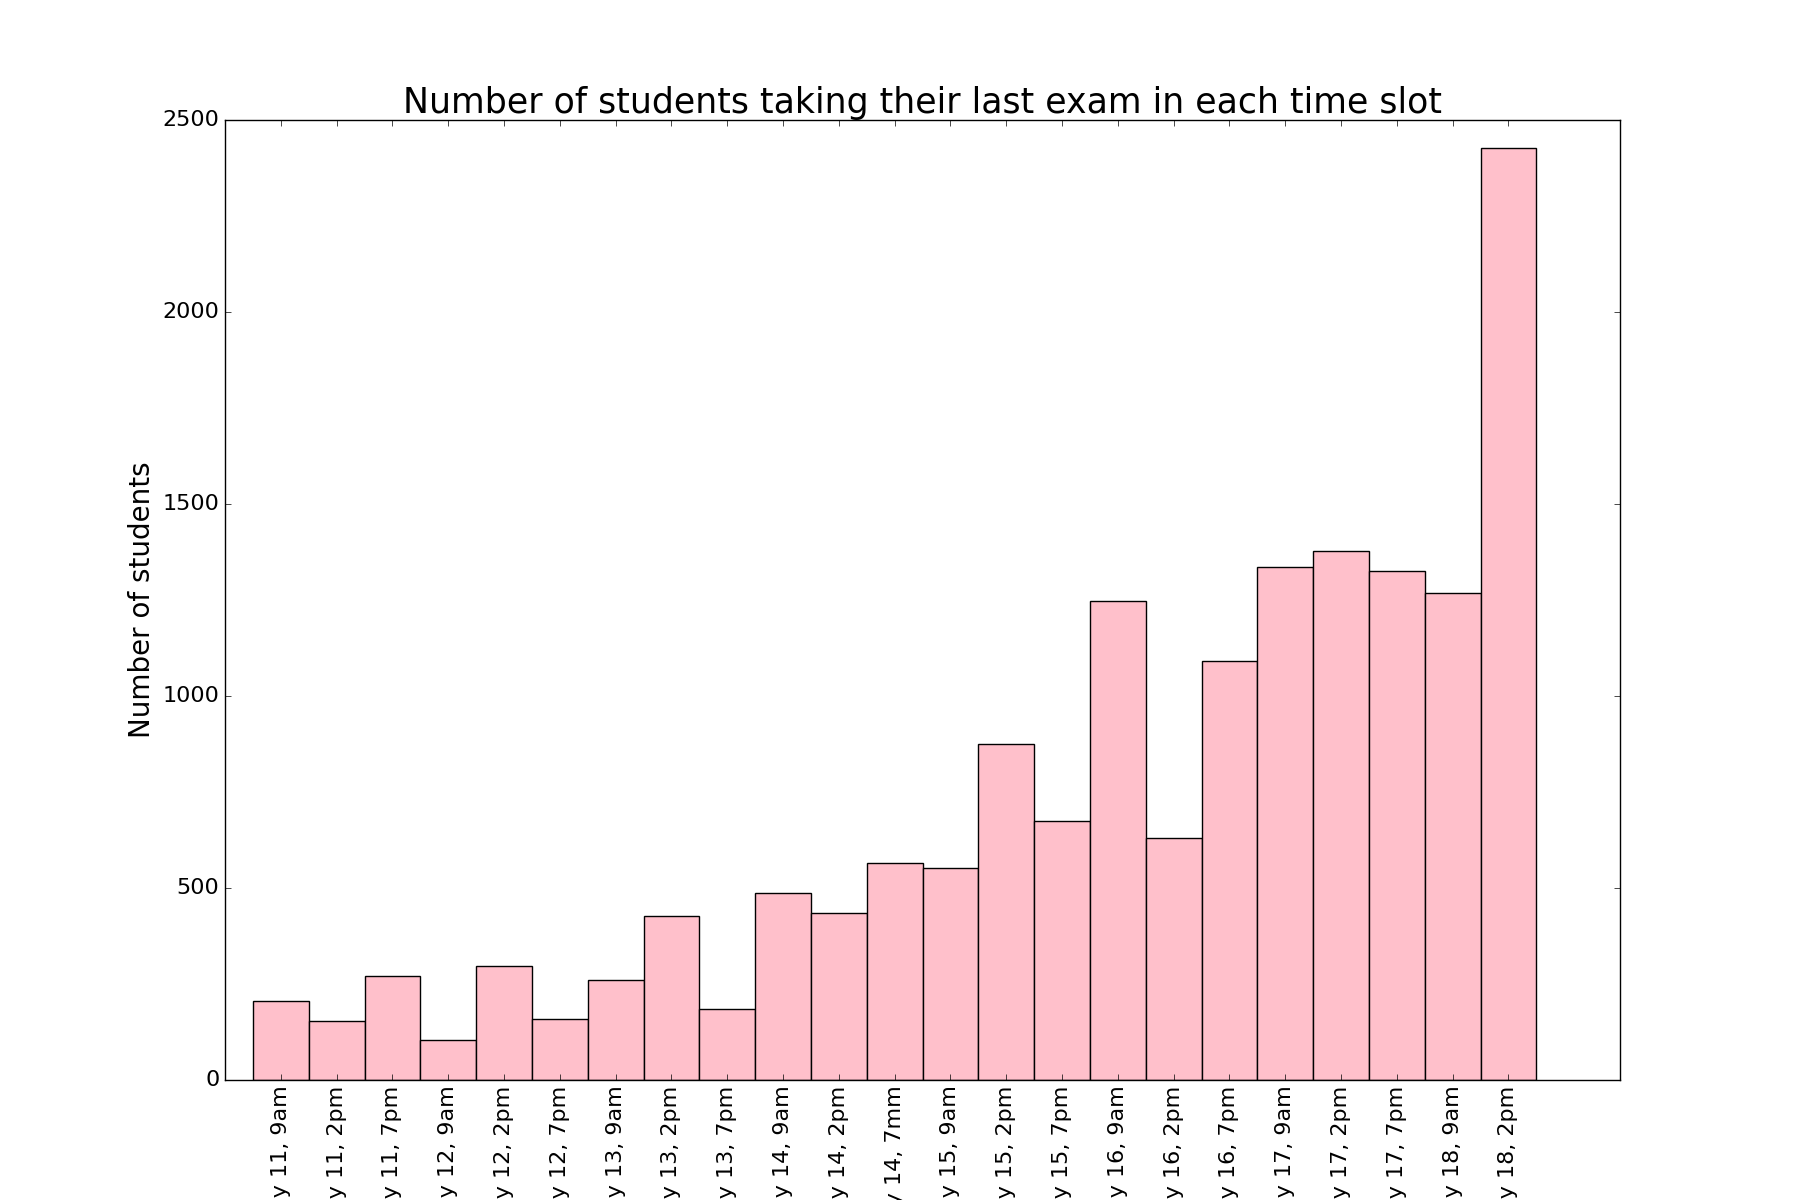 Number of students taking their last exam in each time slot
Number of students
2500
2000
1500
1000
500
0
y 11, 9am
y 11, 2pm
y 11, 7pm
y 12, 9am
y 12, 2pm
y 12, 7pm
y 13, 9am
y 13, 2pm
y 13, 7pm
y 14, 9am
y 14, 2pm
y 14, 7mm
y 15, 9am
y 15, 2pm
y 15, 7pm
y 16, 9am
y 16, 2pm
y 16, 7pm
y 17, 9am
y 17, 2pm
y 17, 7pm
y 18, 9am
y 18, 2pm